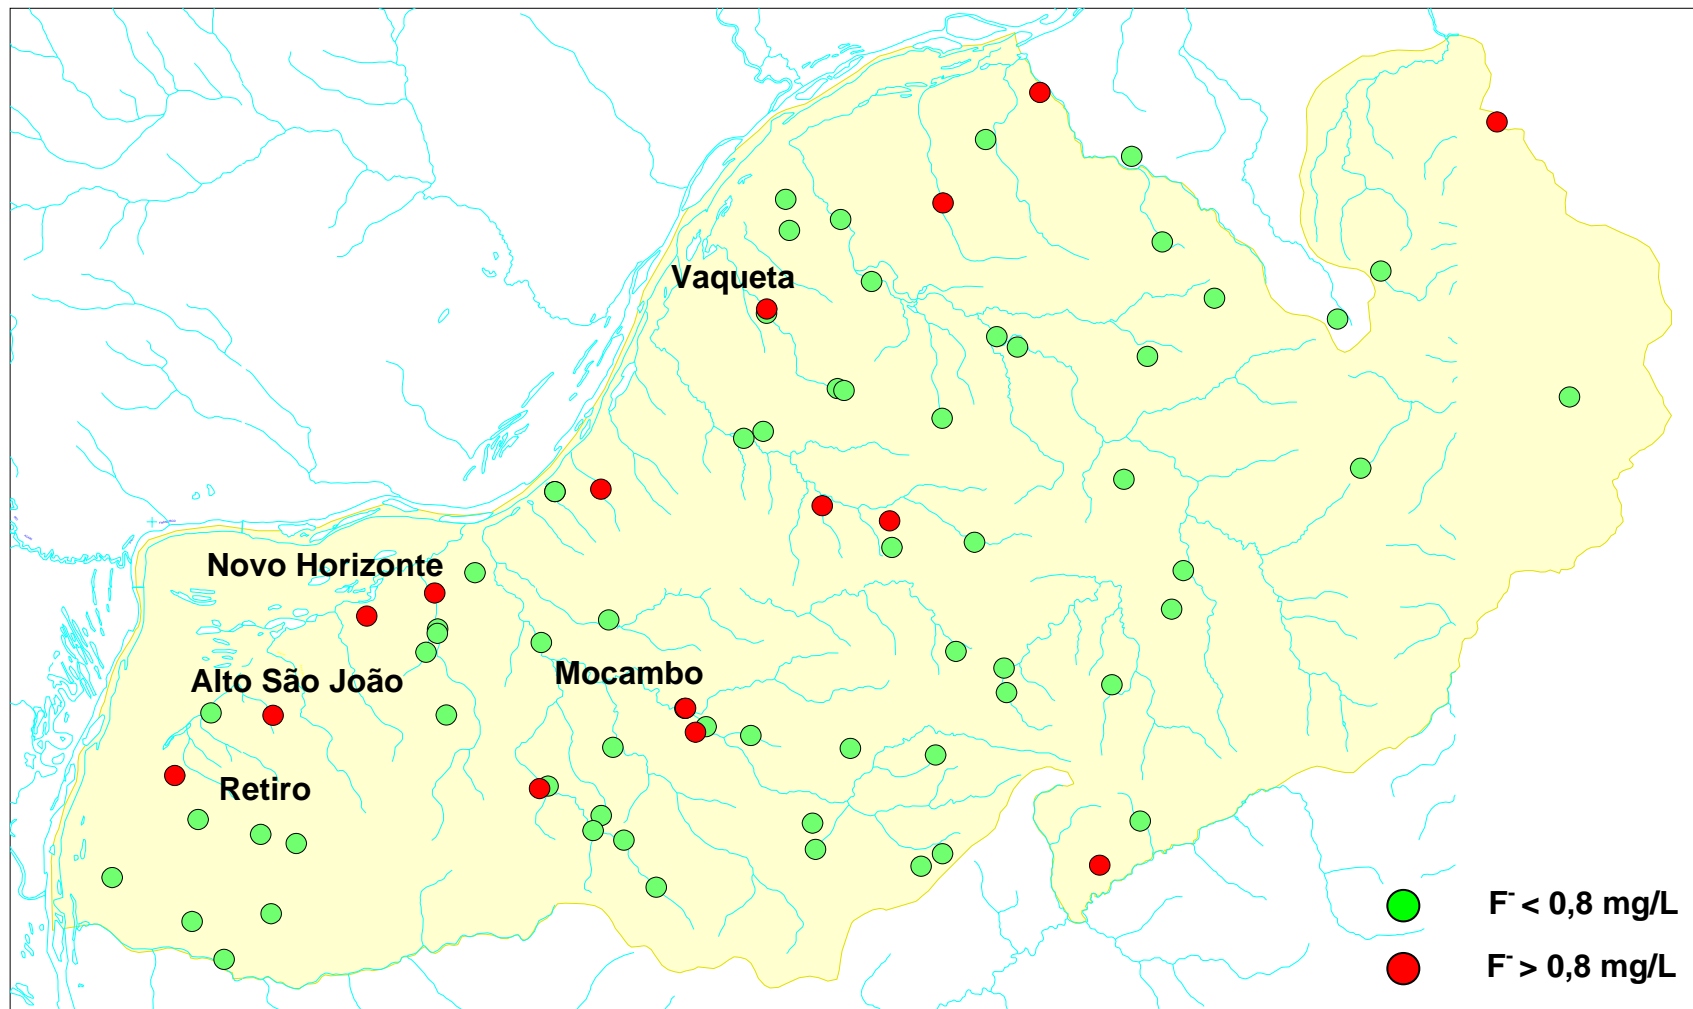 Vaqueta
Novo Horizonte
Alto São João
Mocambo
Retiro
F⁻ < 0,8 mg/L
F⁻ > 0,8 mg/L